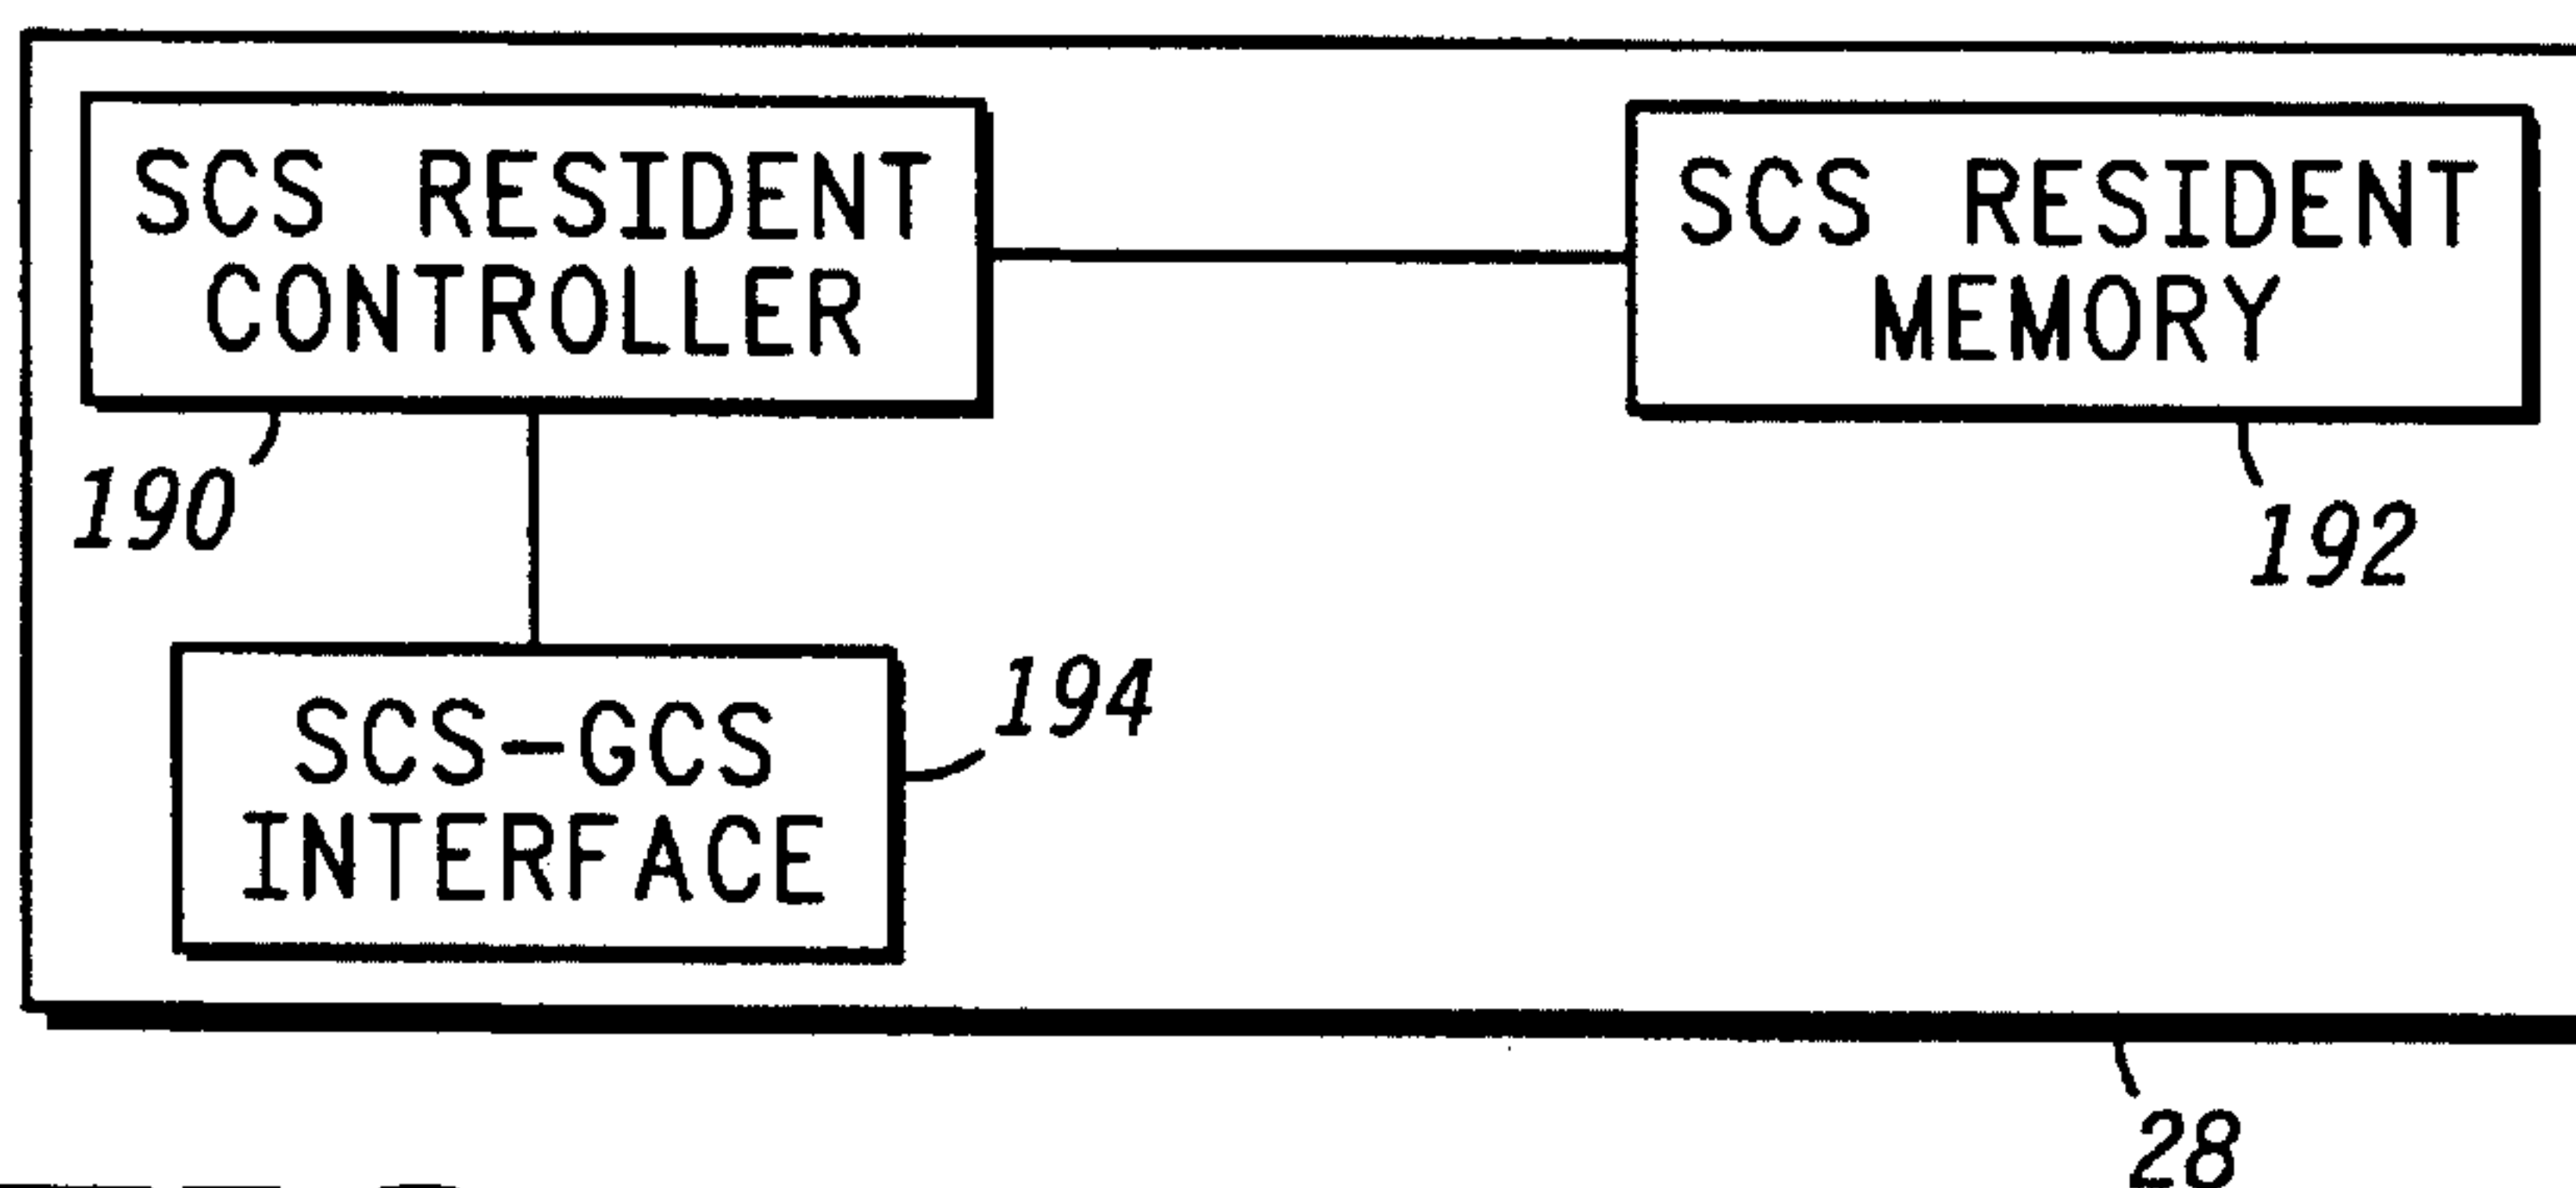 SCS RESIDENT
CONTROLLER
SCS RESIDENT
MEMORY
190
192
SCS-GCS
INTERFACE
194
28